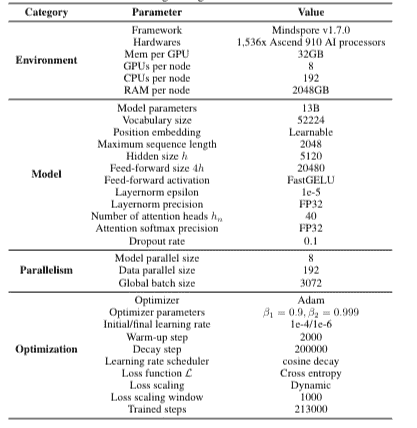 Category Parameter Value
Environment
Framework Mindspore v1.7.0
Hardwares 1,536x Ascend 910 AI processors
Mem per GPU 32GB
GPUs per node 8
CPUs per node 192
RAM per node 2048GB
Model
Model parameters 13B
Vocabulary size 52224
Position embedding Learnable
Maximum sequence length 2048
Hidden size h 5120
Feed-forward size 4h 20480
Feed-forward activation FastGELU
Layernorm epsilon 1e-5
Layernorm precision FP32
Number of attention heads hₙ 40
Attention softmax precision FP32
Dropout rate 0.1
Parallelism
Model parallel size 8
Data parallel size 192
Global batch size 3072
Optimization
Optimizer Adam
Optimizer parameters β₁ = 0.9, β₂ = 0.999
Initial/final learning rate 1e-4/1e-6
Warm-up step 2000
Decay step 200000
Learning rate scheduler cosine decay
Loss function ℒ Cross entropy
Loss scaling Dynamic
Loss scaling window 1000
Trained steps 213000